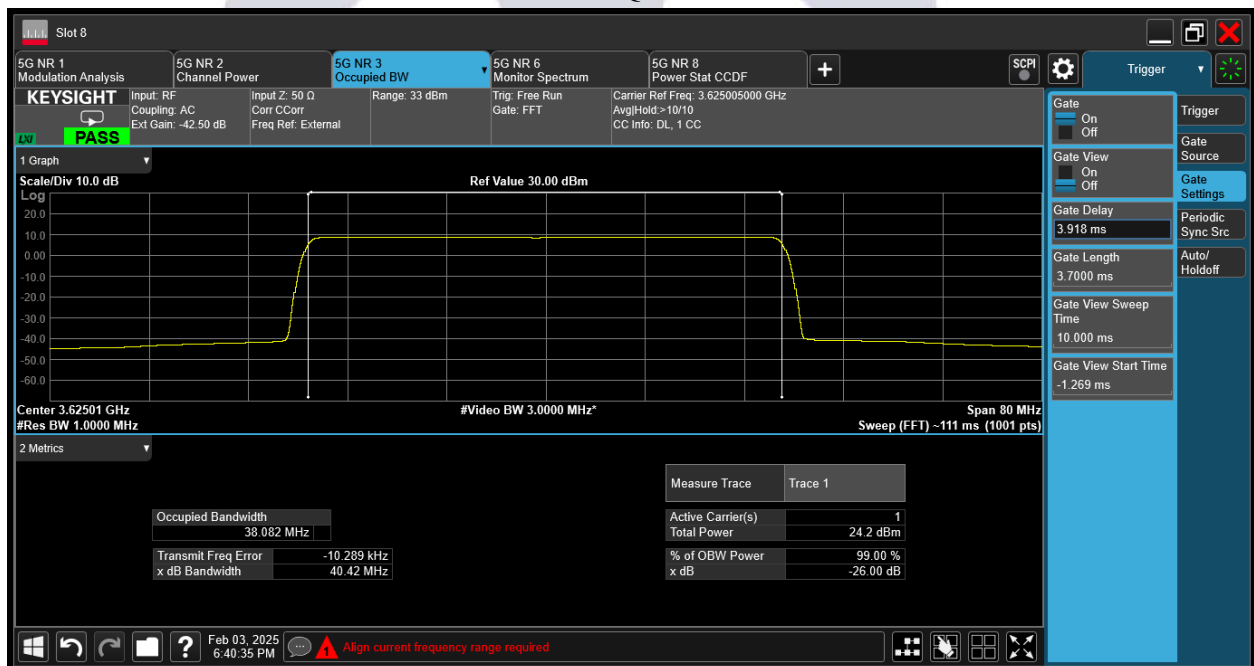 Slot 8
5G NR 1
Modulation Analysis
5G NR 2
Channel Power
5G NR 3
Occupied BW
5G NR 6
Monitor Spectrum
5G NR 8
Power Stat CCDF
SCPI
Trigger
KEYSIGHT
LXI
PASS
Input: RF
Coupling: AC
Ext Gain: -42.50 dB
Input Z: 50 Ω
Corr CCorr
Freq Ref: External
Range: 33 dBm
Trig: Free Run
Gate: FFT
Carrier Ref Freq: 3.625005000 GHz
Avg|Hold:>10/10
CC Info: DL, 1 CC
1 Graph
Scale/Div 10.0 dB
Ref Value 30.00 dBm
Log
20.0
10.0
0.00
-10.0
-20.0
-30.0
-40.0
-50.0
-60.0
Center 3.62501 GHz
#Video BW 3.0000 MHz*
Span 80 MHz
#Res BW 1.0000 MHz
Sweep (FFT) ~111 ms (1001 pts)
2 Metrics
Measure Trace Trace 1
Occupied Bandwidth
38.082 MHz
Active Carrier(s) 1
Total Power 24.2 dBm
Transmit Freq Error -10.289 kHz
x dB Bandwidth 40.42 MHz
% of OBW Power 99.00 %
x dB -26.00 dB
Gate
On
Off
Gate View
On
Off
Gate Delay
3.918 ms
Gate Length
3.7000 ms
Gate View Sweep
Time
10.000 ms
Gate View Start Time
-1.269 ms
Trigger
Gate
Source
Gate
Settings
Periodic
Sync Src
Auto/
Holdoff
?
Feb 03, 2025
6:40:35 PM
1
Align current frequency range required